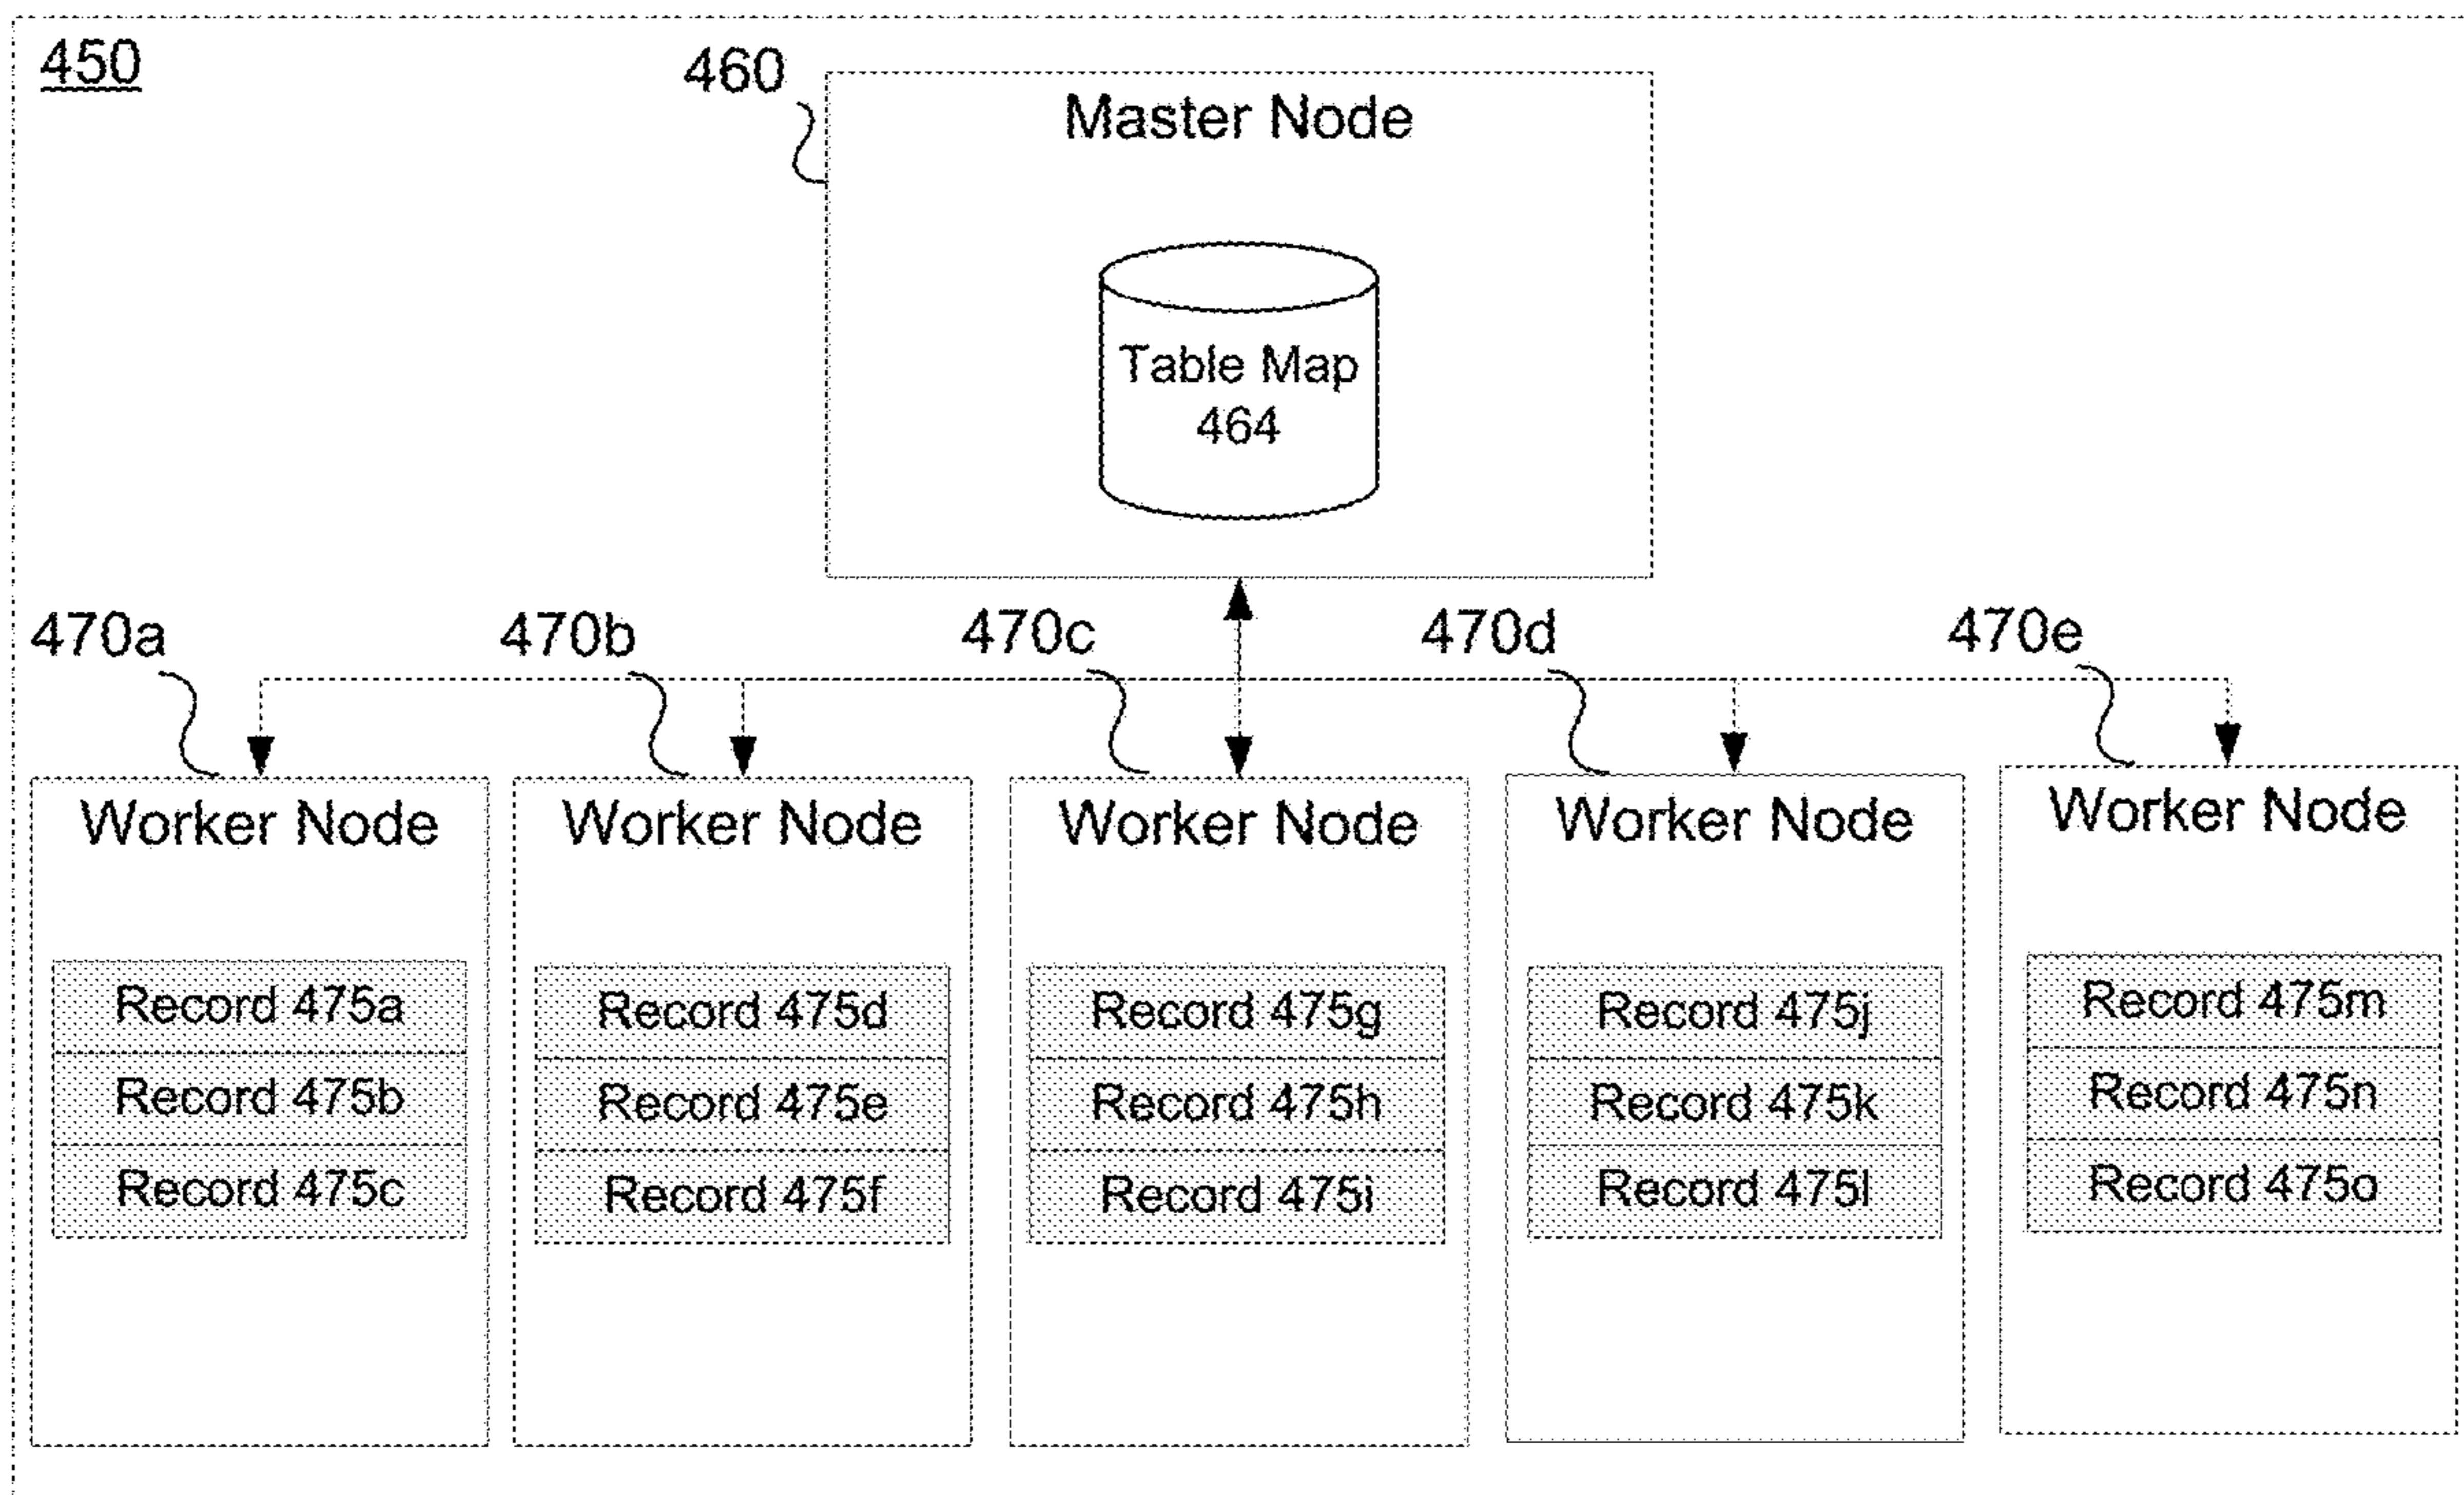 450
460
Master Node
Table Map
464
470a
470b
470c
470d
470e
Worker Node
Record 475a
Record 475b
Record 475c
Worker Node
Record 475d
Record 475e
Record 475f
Worker Node
Record 475g
Record 475h
Record 475i
Worker Node
Record 475j
Record 475k
Record 475l
Worker Node
Record 475m
Record 475n
Record 475o